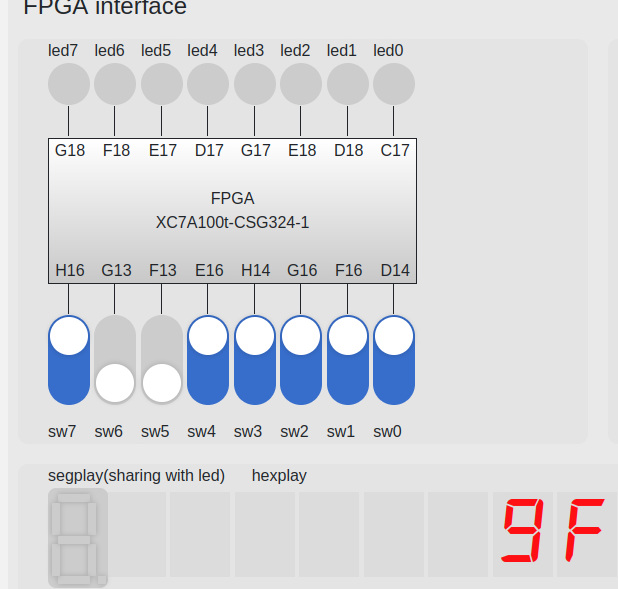 FPGA interface
led7 led6 led5 led4 led3 led2 led1 led0
G18 F18 E17 D17 G17 E18 D18 C17
FPGA
XC7A100t-CSG324-1
H16 G13 F13 E16 H14 G16 F16 D14
sw7 sw6 sw5 sw4 sw3 sw2 sw1 sw0
segplay(sharing with led) hexplay
9F